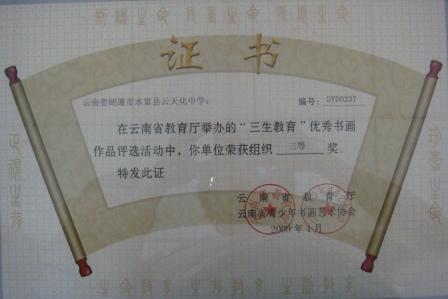 证书
云南省昭通市水富县云天化中学:
编号: SY00237
在云南省教育厅举办的“三生教育”优秀书画
作品评选活动中,你单位荣获组织 三等 奖。
特发此证
云南省教育厅
云南省青少年书画艺术协会
2009年4月